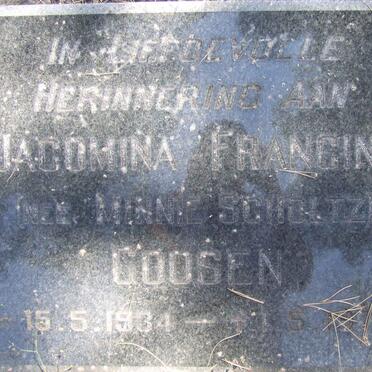 IN LIEFDEVOLLE
HERINNERING AAN
JACOMINA FRANCIN
NEE MINNIE SCHOLTZ
GOOSEN
15.5.1934 –